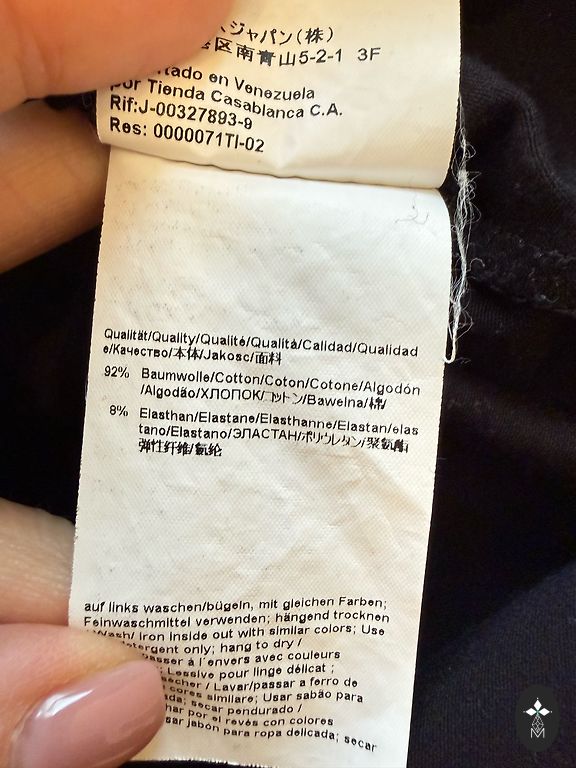 ジャパン(株)
区南青山5-2-1 3F
tado en Venezuela
por Tienda Casablanca C.A.
Rif:J-00327893-9
Res: 0000071TI-02
Qualität/Quality/Qualité/Qualità/Calidad/Qualidad
e/Качество/本体/Jakosc/面料
92% Baumwolle/Cotton/Coton/Cotone/Algodón
/Algodão/ХЛОПОК/コットン/Bawelna/棉/
8% Elasthan/Elastane/Elasthanne/Elastan/elas
tano/Elastano/ЭЛАСТАН/ポリウレタン/聚氨酯
弹性纤维/氨纶
auf links waschen/bügeln, mit gleichen Farben;
Feinwaschmittel verwenden; hängend trocknen
Wash/ Iron inside out with similar colors; Use
detergent only; hang to dry /
passer à l'envers avec couleurs
; Lessive pour linge délicat ;
sécher / Lavar/passar a ferro de
cores similare; Usar sabão para
; secar pendurado /
har por el revés con colores
sar jabón para ropa delicada; secar
M